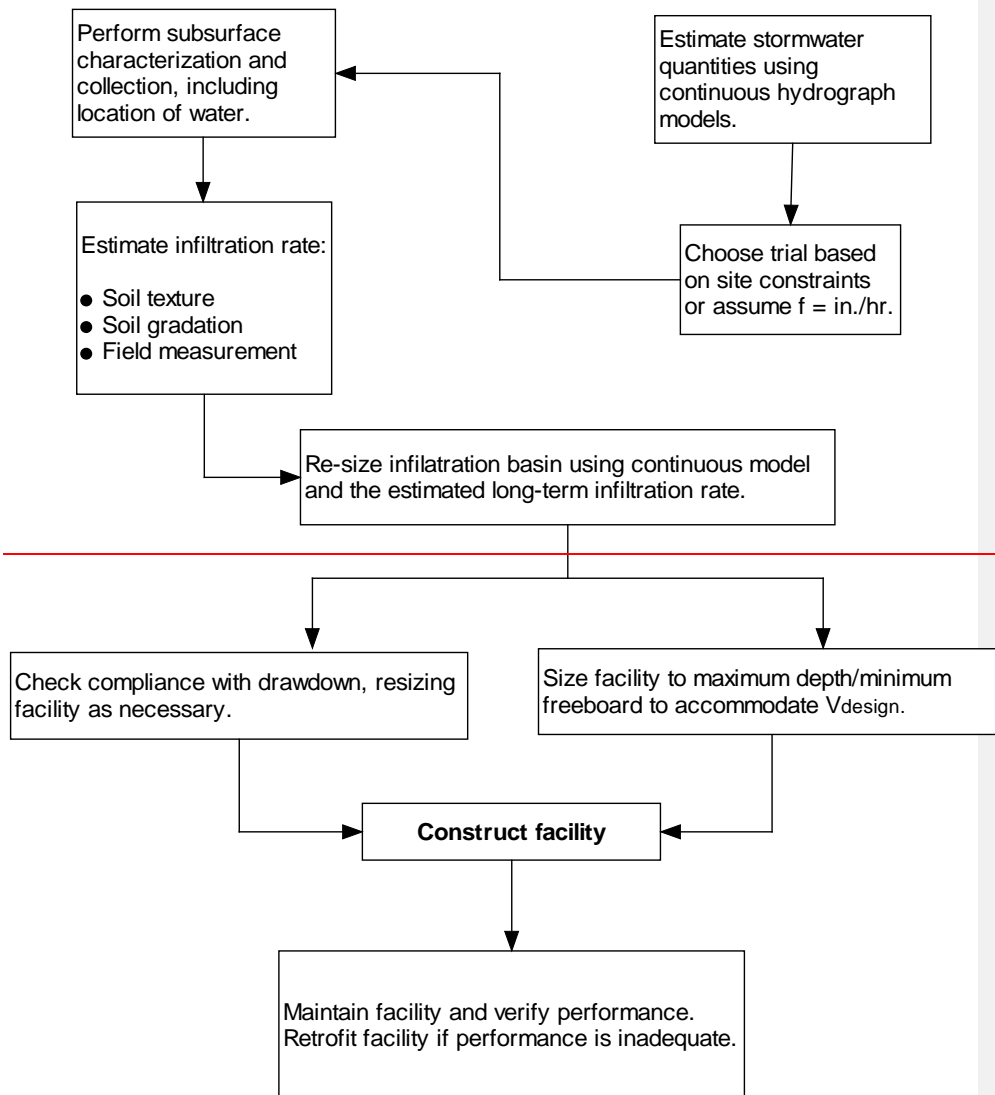 Perform subsurface
characterization and
collection, including
location of water.
Estimate stormwater
quantities using
continuous hydrograph
models.
Choose trial based
on site constraints
or assume f = in./hr.
Estimate infiltration rate:
● Soil texture
● Soil gradation
● Field measurement
Re-size infilatration basin using continuous model
and the estimated long-term infiltration rate.
Check compliance with drawdown, resizing
facility as necessary.
Size facility to maximum depth/minimum
freeboard to accommodate Vdesign.
Construct facility
Maintain facility and verify performance.
Retrofit facility if performance is inadequate.